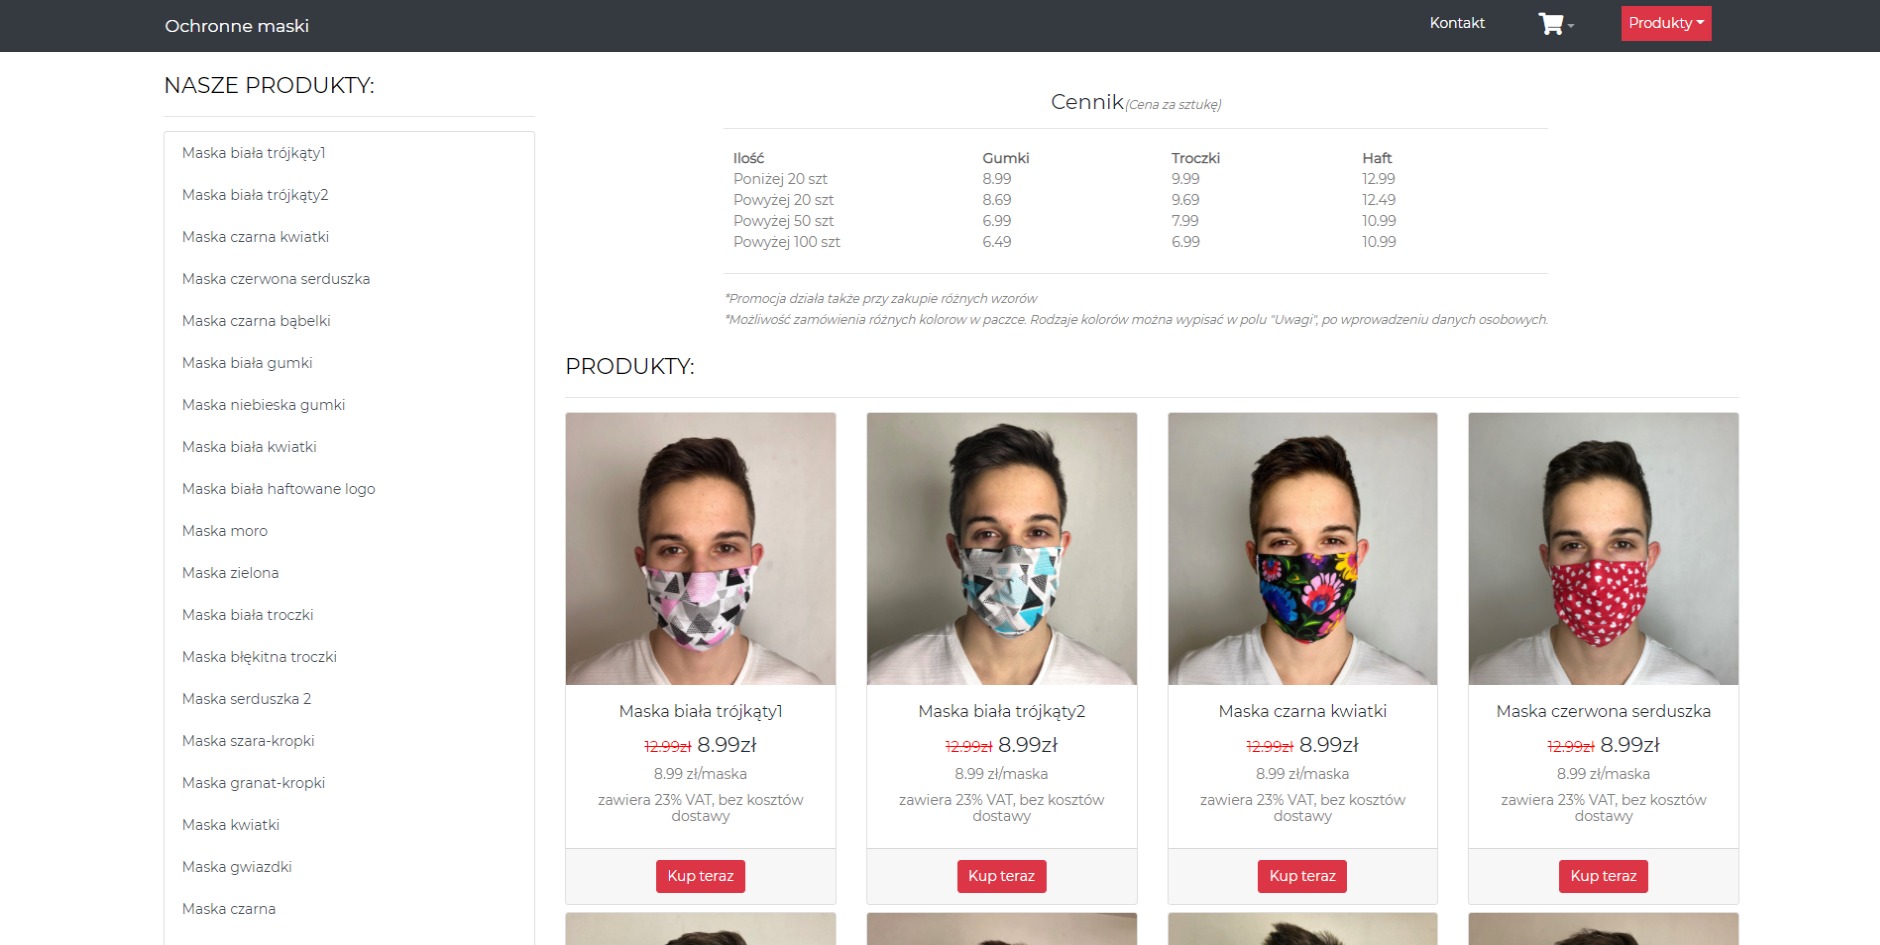 Ochronne maski
Kontakt
Produkty
NASZE PRODUKTY:
Maska biała trójkąty1
Maska biała trójkąty2
Maska czarna kwiatki
Maska czerwona serduszka
Maska czarna bąbelki
Maska biała gumki
Maska niebieska gumki
Maska biała kwiatki
Maska biała haftowane logo
Maska moro
Maska zielona
Maska biała troczki
Maska błękitna troczki
Maska serduszka 2
Maska szara-kropki
Maska granat-kropki
Maska kwiatki
Maska gwiazdki
Maska czarna
Cennik(Cena za sztukę)
Ilość Gumki Troczki Haft
Poniżej 20 szt 8.99 9.99 12.99
Powyżej 20 szt 8.69 9.69 12.49
Powyżej 50 szt 6.99 7.99 10.99
Powyżej 100 szt 6.49 6.99 10.99
*Promocja działa także przy zakupie różnych wzorów
*Możliwość zamówienia różnych kolorow w paczce. Rodzaje kolorów można wypisać w polu "Uwagi", po wprowadzeniu danych osobowych.
PRODUKTY:
Maska biała trójkąty1
12.99zł 8.99zł
8.99 zł/maska
zawiera 23% VAT, bez kosztów
dostawy
Kup teraz
Maska biała trójkąty2
12.99zł 8.99zł
8.99 zł/maska
zawiera 23% VAT, bez kosztów
dostawy
Kup teraz
Maska czarna kwiatki
12.99zł 8.99zł
8.99 zł/maska
zawiera 23% VAT, bez kosztów
dostawy
Kup teraz
Maska czerwona serduszka
12.99zł 8.99zł
8.99 zł/maska
zawiera 23% VAT, bez kosztów
dostawy
Kup teraz